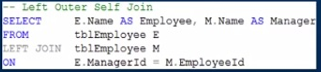 -- Left Outer Self Join
SELECT E.Name AS Employee, M.Name AS Manager
FROM tblEmployee E
LEFT JOIN tblEmployee M
ON E.ManagerId = M.EmployeeId